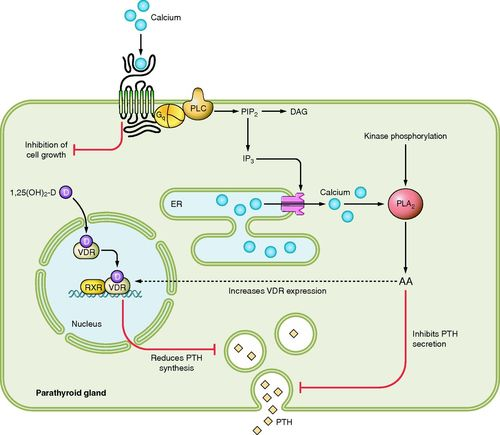 Calcium
PLC
Gq
PIP2
DAG
Inhibition of
cell growth
Kinase phosphorylation
IP3
1,25(OH)2-D
D
ER
Calcium
PLA2
D
VDR
D
RXR
VDR
Increases VDR expression
AA
Nucleus
Reduces PTH
synthesis
Inhibits PTH
secretion
Parathyroid gland
PTH